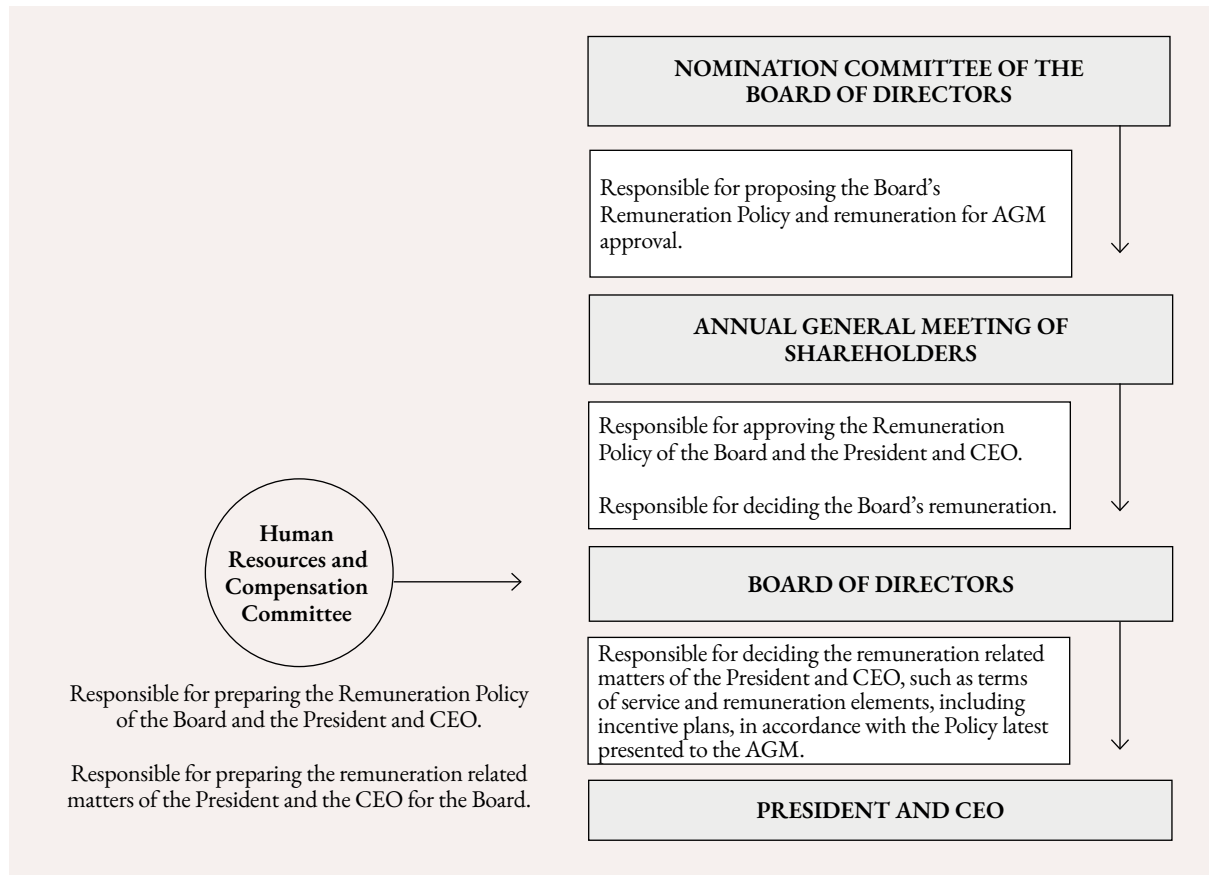 NOMINATION COMMITTEE OF THE
BOARD OF DIRECTORS
Responsible for proposing the Board’s
Remuneration Policy and remuneration for AGM
approval.
ANNUAL GENERAL MEETING OF
SHAREHOLDERS
Responsible for approving the Remuneration
Policy of the Board and the President and CEO.
Responsible for deciding the Board’s remuneration.
Human
Resources and
Compensation
Committee
Responsible for preparing the Remuneration Policy
of the Board and the President and CEO.
Responsible for preparing the remuneration related
matters of the President and the CEO for the Board.
BOARD OF DIRECTORS
Responsible for deciding the remuneration related
matters of the President and CEO, such as terms
of service and remuneration elements, including
incentive plans, in accordance with the Policy latest
presented to the AGM.
PRESIDENT AND CEO